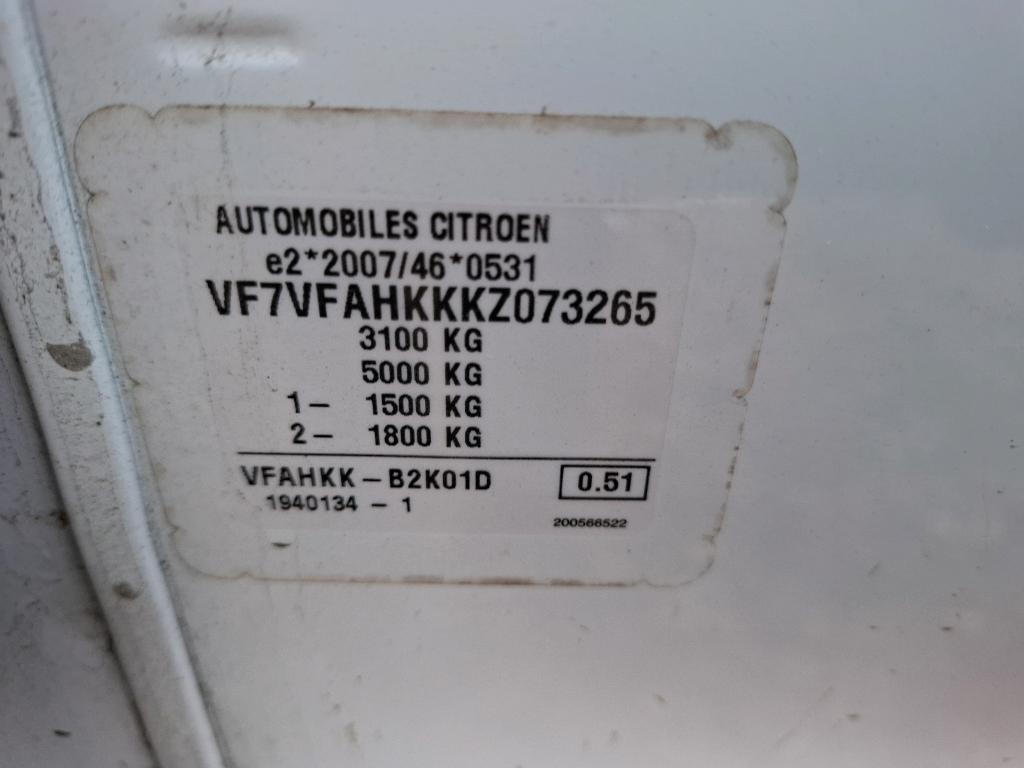 AUTOMOBILES CITROEN
e2*2007/46*0531
VF7VFAHKKKZ073265
3100 KG
5000 KG
1- 1500 KG
2- 1800 KG
VFAHKK-B2K01D 0.51
1940134 - 1
200566522